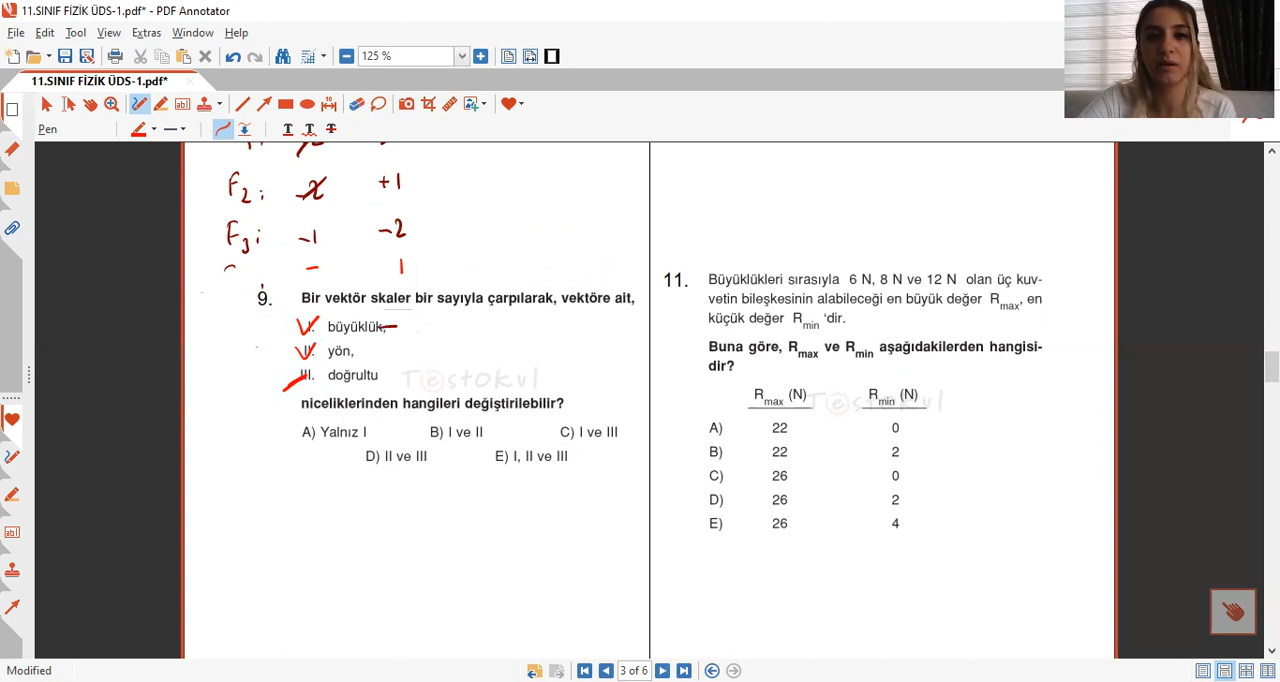 11.SINIF FİZİK ÜDS-1.pdf* - PDF Annotator
File Edit Tool View Extras Window Help
125 %
11.SINIF FİZİK ÜDS-1.pdf*
Pen
F2: -2 +1
F3: -1 -2
- 1
9. Bir vektör skaler bir sayıyla çarpılarak, vektöre ait,
I. büyüklük,
II. yön,
III. doğrultu
T@stokul
niceliklerinden hangileri değiştirilebilir?
A) Yalnız I B) I ve II C) I ve III
D) II ve III E) I, II ve III
11. Büyüklükleri sırasıyla 6 N, 8 N ve 12 N olan üç kuv-
vetin bileşkesinin alabileceği en büyük değer Rmax, en
küçük değer Rmin 'dir.
Buna göre, Rmax ve Rmin aşağıdakilerden hangisi-
dir?
Rmax (N) Rmin (N)
T@stokul
A) 22 0
B) 22 2
C) 26 0
D) 26 2
E) 26 4
Modified
3 of 6